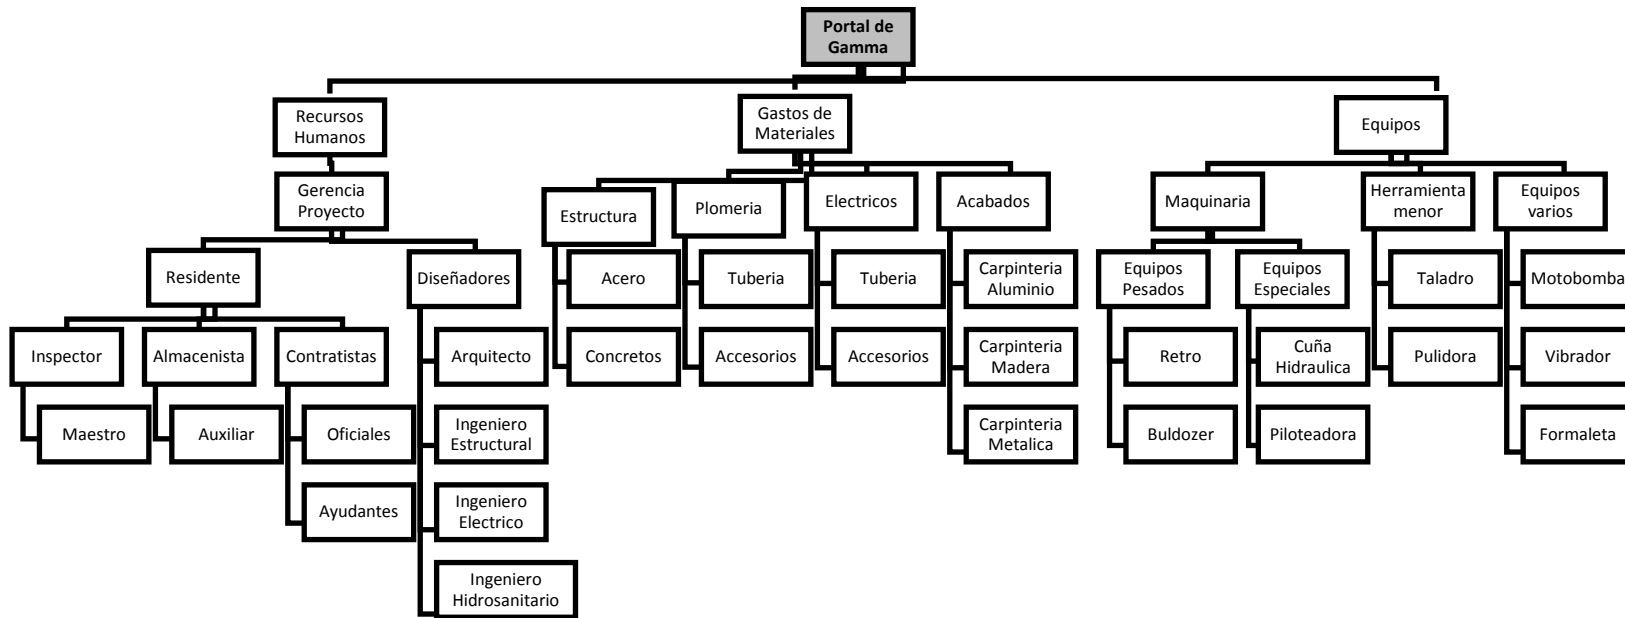 Portal de
Gamma
Recursos
Humanos
Gastos de
Materiales
Equipos
Gerencia
Proyecto
Estructura
Plomeria
Electricos
Acabados
Maquinaria
Herramienta
menor
Equipos
varios
Residente
Diseñadores
Acero
Tuberia
Tuberia
Carpinteria
Aluminio
Equipos
Pesados
Equipos
Especiales
Taladro
Motobomba
Inspector
Almacenista
Contratistas
Arquitecto
Concretos
Accesorios
Accesorios
Carpinteria
Madera
Retro
Cuña
Hidraulica
Pulidora
Vibrador
Maestro
Auxiliar
Oficiales
Ingeniero
Estructural
Carpinteria
Metalica
Buldozer
Piloteadora
Formaleta
Ayudantes
Ingeniero
Electrico
Ingeniero
Hidrosanitario